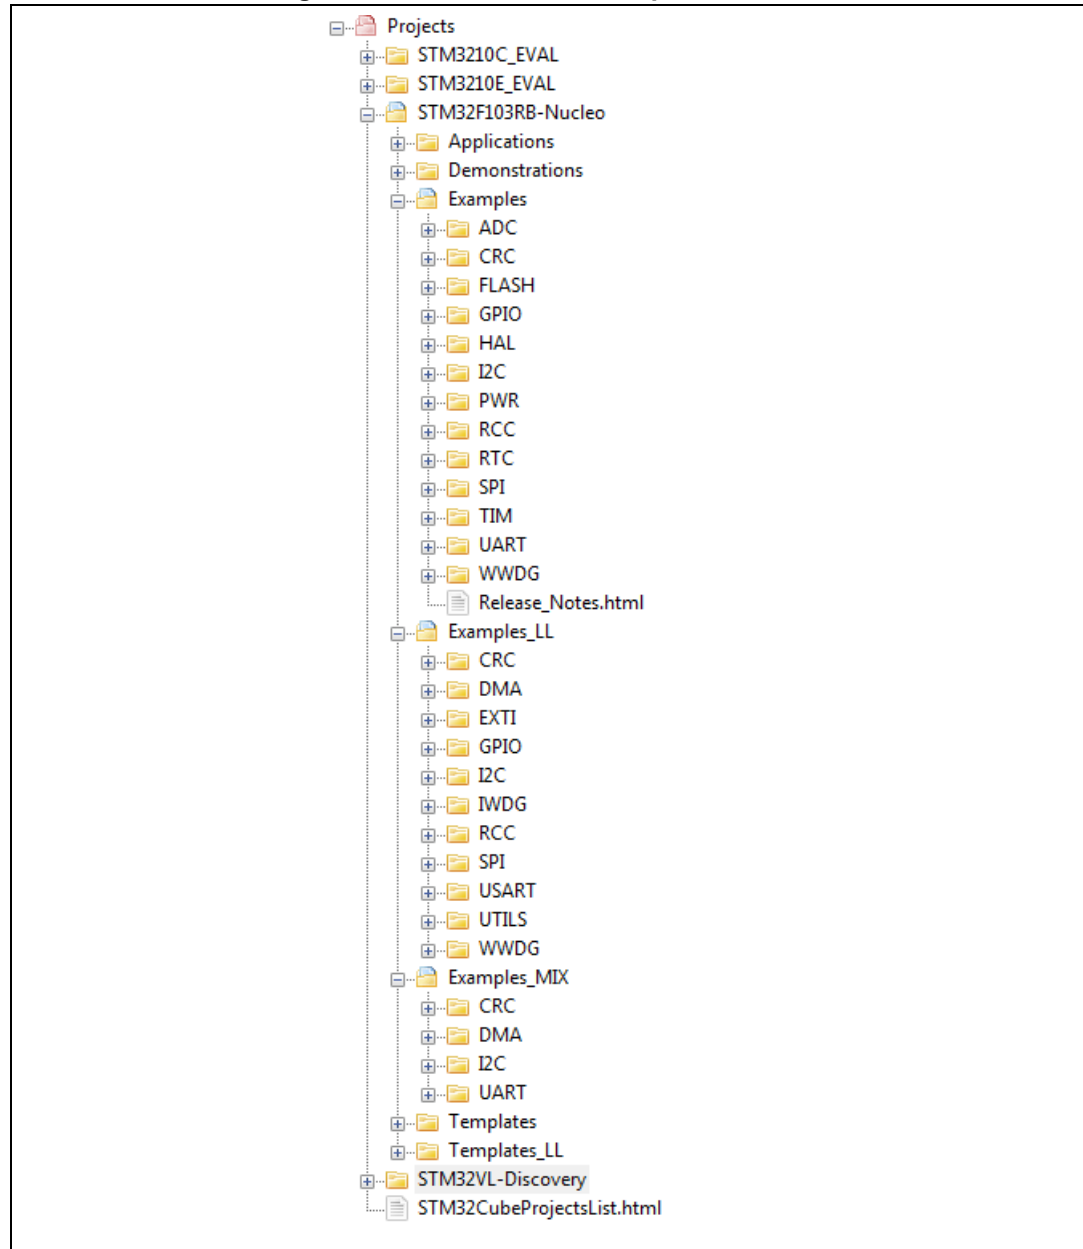 Projects
STM3210C_EVAL
STM3210E_EVAL
STM32F103RB-Nucleo
Applications
Demonstrations
Examples
ADC
CRC
FLASH
GPIO
HAL
I2C
PWR
RCC
RTC
SPI
TIM
UART
WWDG
Release_Notes.html
Examples_LL
CRC
DMA
EXTI
GPIO
I2C
IWDG
RCC
SPI
USART
UTILS
WWDG
Examples_MIX
CRC
DMA
I2C
UART
Templates
Templates_LL
STM32VL-Discovery
STM32CubeProjectsList.html